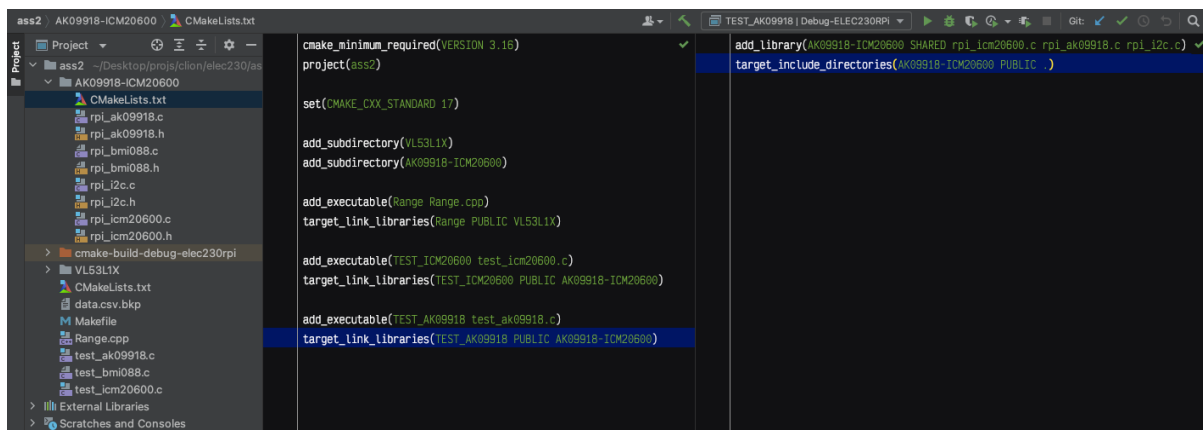 ass2 AK09918-ICM20600 CMakeLists.txt
TEST_AK09918 | Debug-ELEC230RPi
Git:
Project
Project
ass2 ~/Desktop/projs/clion/elec230/as
AK09918-ICM20600
CMakeLists.txt
rpi_ak09918.c
rpi_ak09918.h
rpi_bmi088.c
rpi_bmi088.h
rpi_i2c.c
rpi_i2c.h
rpi_icm20600.c
rpi_icm20600.h
cmake-build-debug-elec230rpi
VL53L1X
CMakeLists.txt
data.csv.bkp
Makefile
Range.cpp
test_ak09918.c
test_bmi088.c
test_icm20600.c
External Libraries
Scratches and Consoles
cmake_minimum_required(VERSION 3.16)
project(ass2)
set(CMAKE_CXX_STANDARD 17)
add_subdirectory(VL53L1X)
add_subdirectory(AK09918-ICM20600)
add_executable(Range Range.cpp)
target_link_libraries(Range PUBLIC VL53L1X)
add_executable(TEST_ICM20600 test_icm20600.c)
target_link_libraries(TEST_ICM20600 PUBLIC AK09918-ICM20600)
add_executable(TEST_AK09918 test_ak09918.c)
target_link_libraries(TEST_AK09918 PUBLIC AK09918-ICM20600)
add_library(AK09918-ICM20600 SHARED rpi_icm20600.c rpi_ak09918.c rpi_i2c.c)
target_include_directories(AK09918-ICM20600 PUBLIC .)